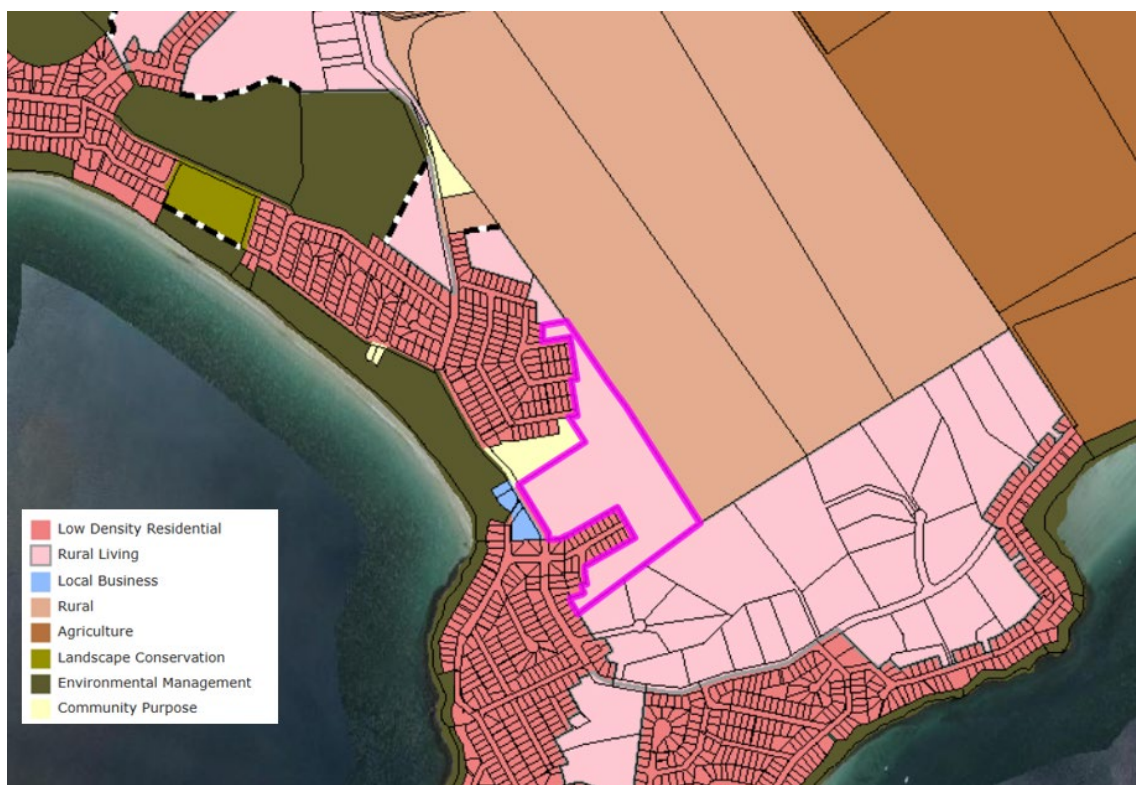 Low Density Residential
Rural Living
Local Business
Rural
Agriculture
Landscape Conservation
Environmental Management
Community Purpose